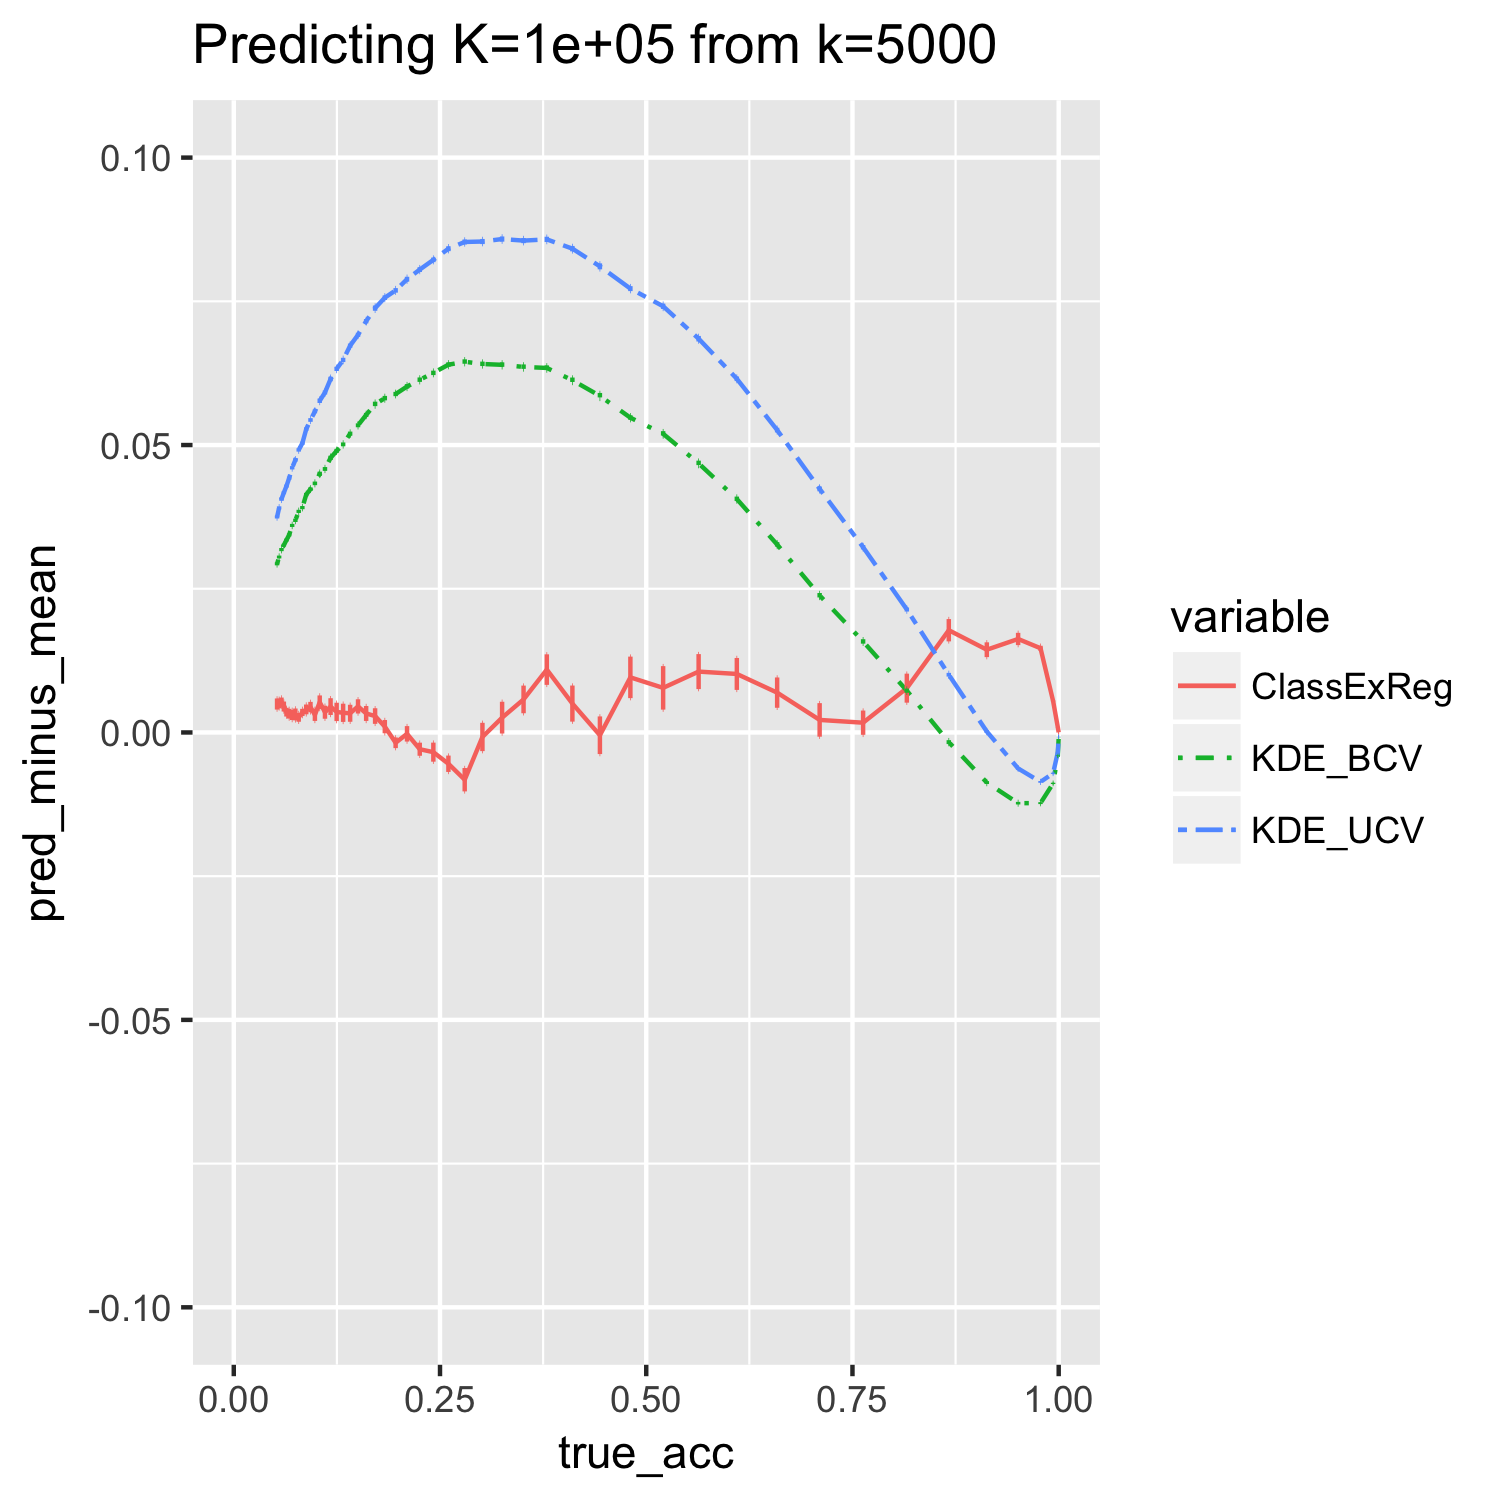 Predicting K=1e+05 from k=5000
pred_minus_mean
0.10
0.05
0.00
-0.05
-0.10
0.00 0.25 0.50 0.75 1.00
true_acc
variable
ClassExReg
KDE_BCV
KDE_UCV